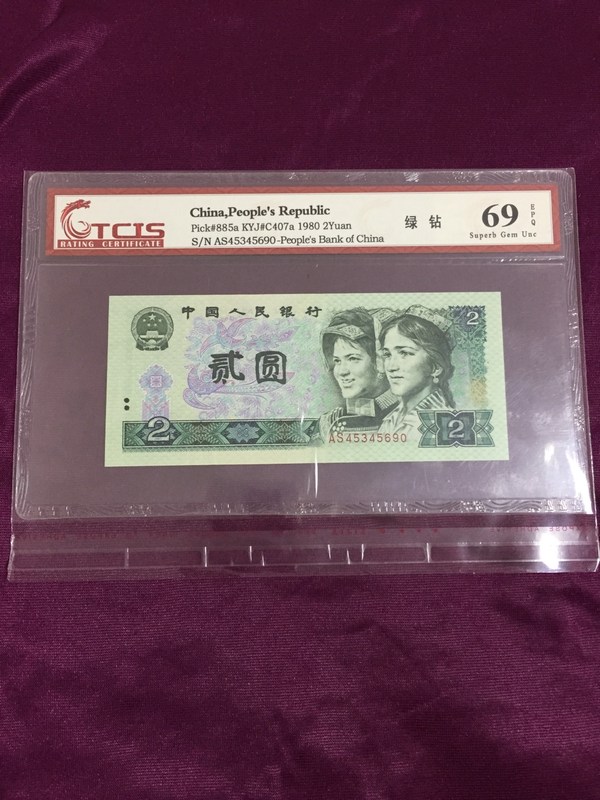 TCIS
RATING CERTIFICATE
China,People's Republic
Pick#885a KYJ#C407a 1980 2Yuan
S/N AS45345690-People's Bank of China
绿 钻
69 EPQ
Superb Gem Unc
中国人民银行
2
贰圆
2
AS45345690
2